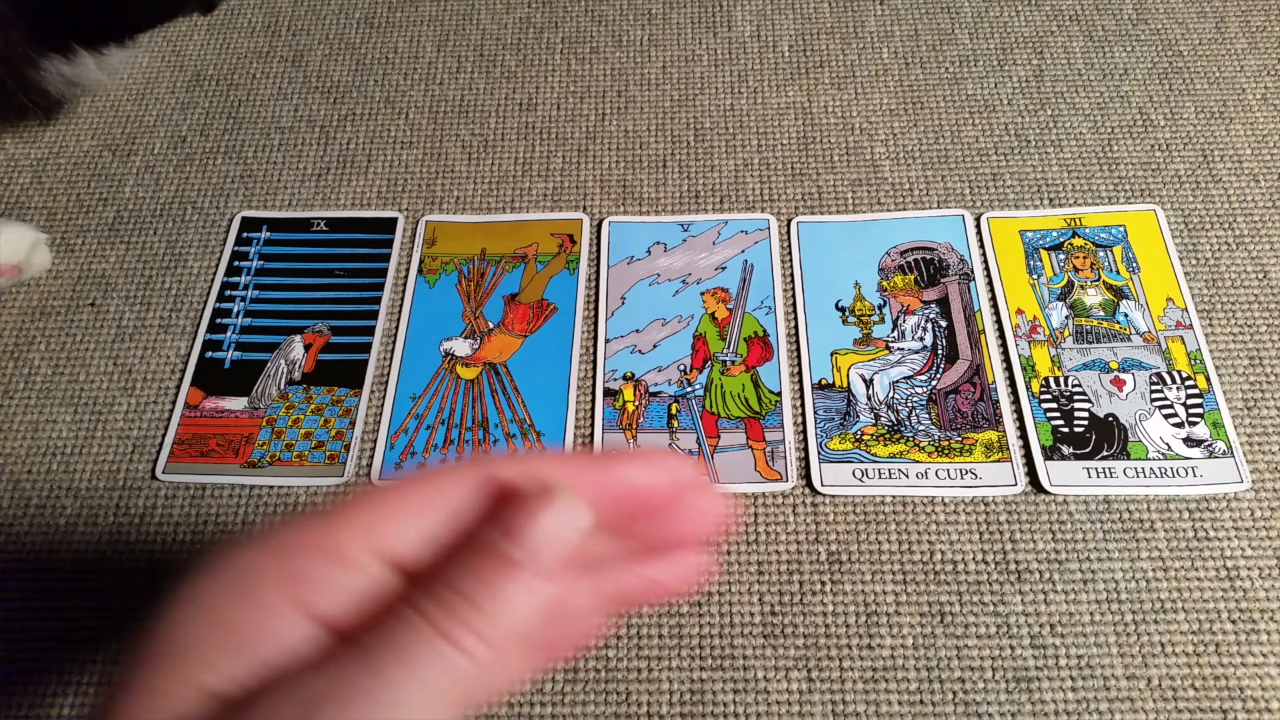 IX
V
VII
QUEEN of CUPS.
THE CHARIOT.